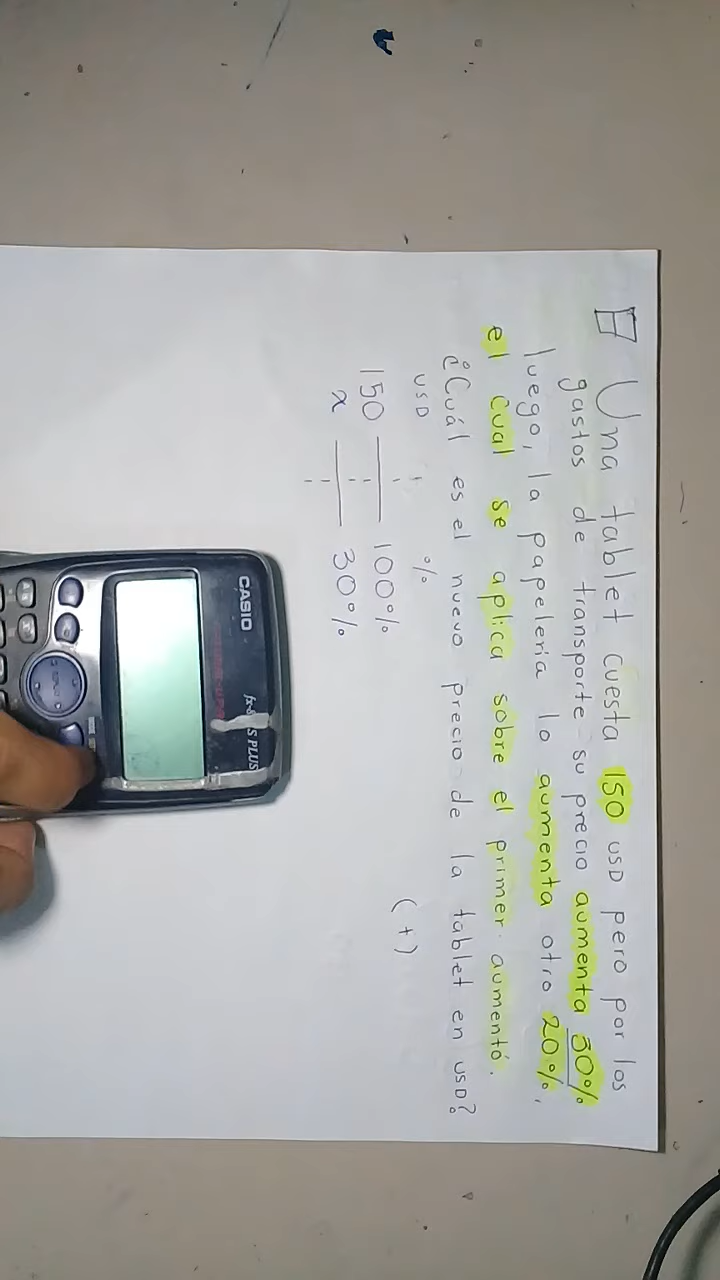 Una tablet cuesta 150 USD pero por los
gastos de transporte su precio aumenta 30%
luego, la papelería lo aumenta otro 20%,
el cual se aplica sobre el primer aumentó.
¿Cuál es el nuevo precio de la tablet en USD?
(+)
USD %
150 100%
x 30%
CASIO
PLUS